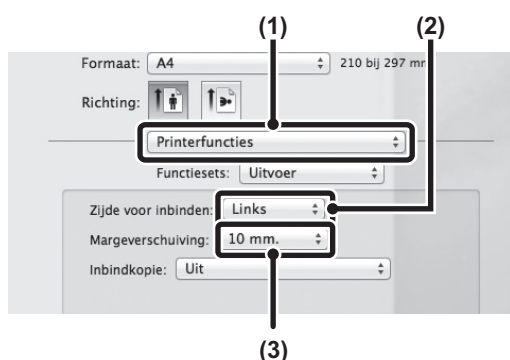 (1) (2)
Formaat: A4 210 bij 297 mm
Richting:
Printerfuncties
Functiesets: Uitvoer
Zijde voor inbinden: Links
Margeverschuiving: 10 mm.
Inbindkopie: Uit
(3)